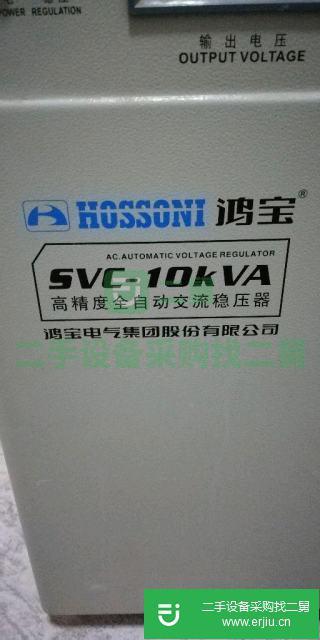 POWER REGULATION
输出电压
OUTPUT VOLTAGE
HOSSONI 鸿宝®
AC.AUTOMATIC VOLTAGE REGULATOR
SVC-10kVA
高精度全自动交流稳压器
鸿宝电气集团股份有限公司
二手设备采购找二舅
二手设备采购找二舅
www.erjiu.cn